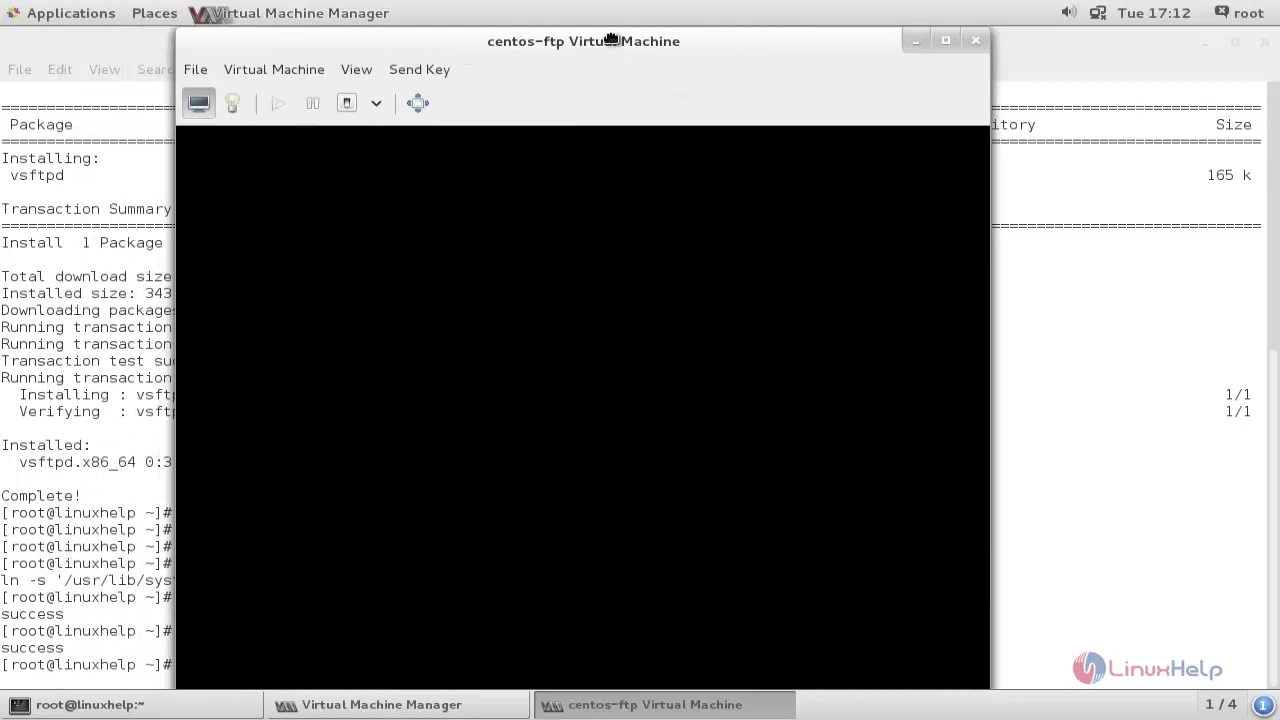 Applications Places Virtual Machine Manager Tue 17:12 root
centos-ftp Virtual Machine
File Edit View Sear
File Virtual Machine View Send Key
================================================
Package itory Size
================================================
Installing:
vsftpd 165 k
Transaction Summary
================================================
Install 1 Package
Total download size
Installed size: 343
Downloading packages
Running transaction
Running transaction
Transaction test suc
Running transaction
Installing : vsftp 1/1
Verifying : vsftp 1/1
Installed:
vsftpd.x86_64 0:3
Complete!
[root@linuxhelp ~]#
[root@linuxhelp ~]#
[root@linuxhelp ~]#
[root@linuxhelp ~]#
ln -s '/usr/lib/sys
[root@linuxhelp ~]#
success
[root@linuxhelp ~]#
success
[root@linuxhelp ~]#
LinuxHelp
root@linuxhelp:~ Virtual Machine Manager centos-ftp Virtual Machine 1 / 4 1